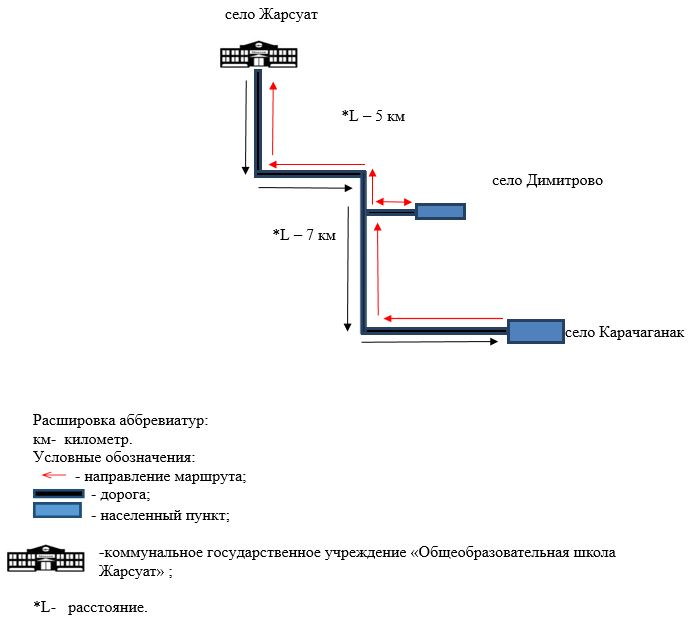 село Жарсуат
*L – 5 км
село Димитрово
*L – 7 км
село Карачаганак
Расшировка аббревиатур:
км-  километр.
Условные обозначения:
- направление маршрута;
- дорога;
- населенный пункт;
-коммунальное государственное учреждение «Общеобразовательная школа
Жарсуат» ;
*L-   расстояние.